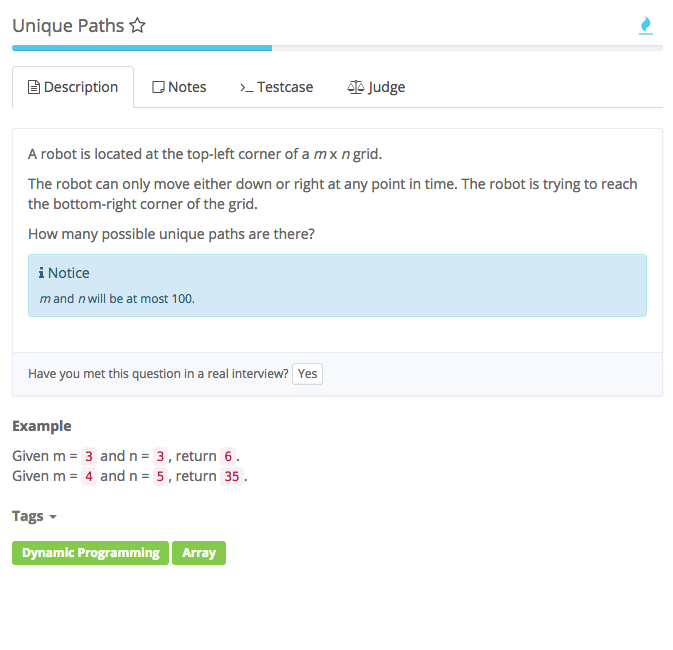 Unique Paths
Description Notes >_ Testcase Judge
A robot is located at the top-left corner of a m x n grid.
The robot can only move either down or right at any point in time. The robot is trying to reach
the bottom-right corner of the grid.
How many possible unique paths are there?
i Notice
m and n will be at most 100.
Have you met this question in a real interview? Yes
Example
Given m = 3 and n = 3 , return 6 .
Given m = 4 and n = 5 , return 35 .
Tags
Dynamic Programming Array